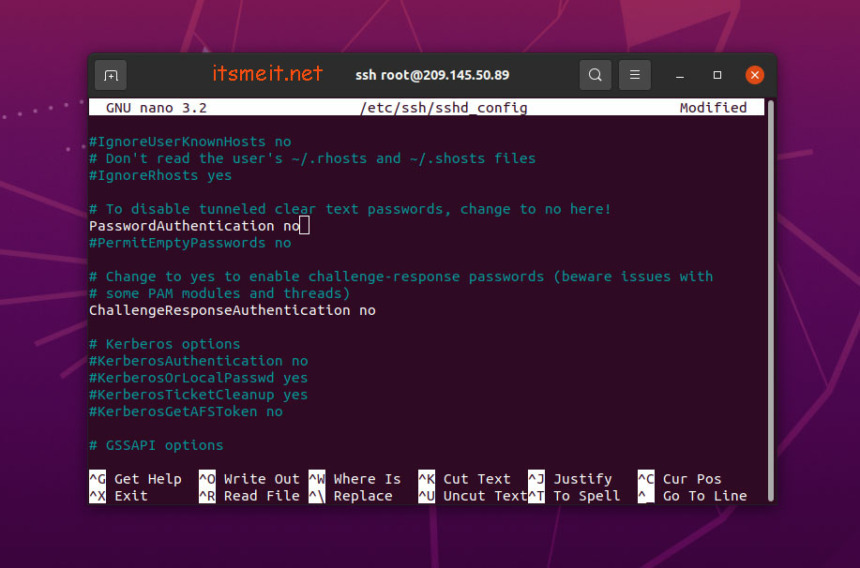 itsmeit.net ssh root@209.145.50.89
GNU nano 3.2 /etc/ssh/sshd_config Modified
#IgnoreUserKnownHosts no
# Don't read the user's ~/.rhosts and ~/.shosts files
#IgnoreRhosts yes
# To disable tunneled clear text passwords, change to no here!
PasswordAuthentication no
#PermitEmptyPasswords no
# Change to yes to enable challenge-response passwords (beware issues with
# some PAM modules and threads)
ChallengeResponseAuthentication no
# Kerberos options
#KerberosAuthentication no
#KerberosOrLocalPasswd yes
#KerberosTicketCleanup yes
#KerberosGetAFSToken no
# GSSAPI options
^G Get Help ^O Write Out ^W Where Is ^K Cut Text ^J Justify ^C Cur Pos
^X Exit ^R Read File ^\ Replace ^U Uncut Text ^T To Spell ^_ Go To Line